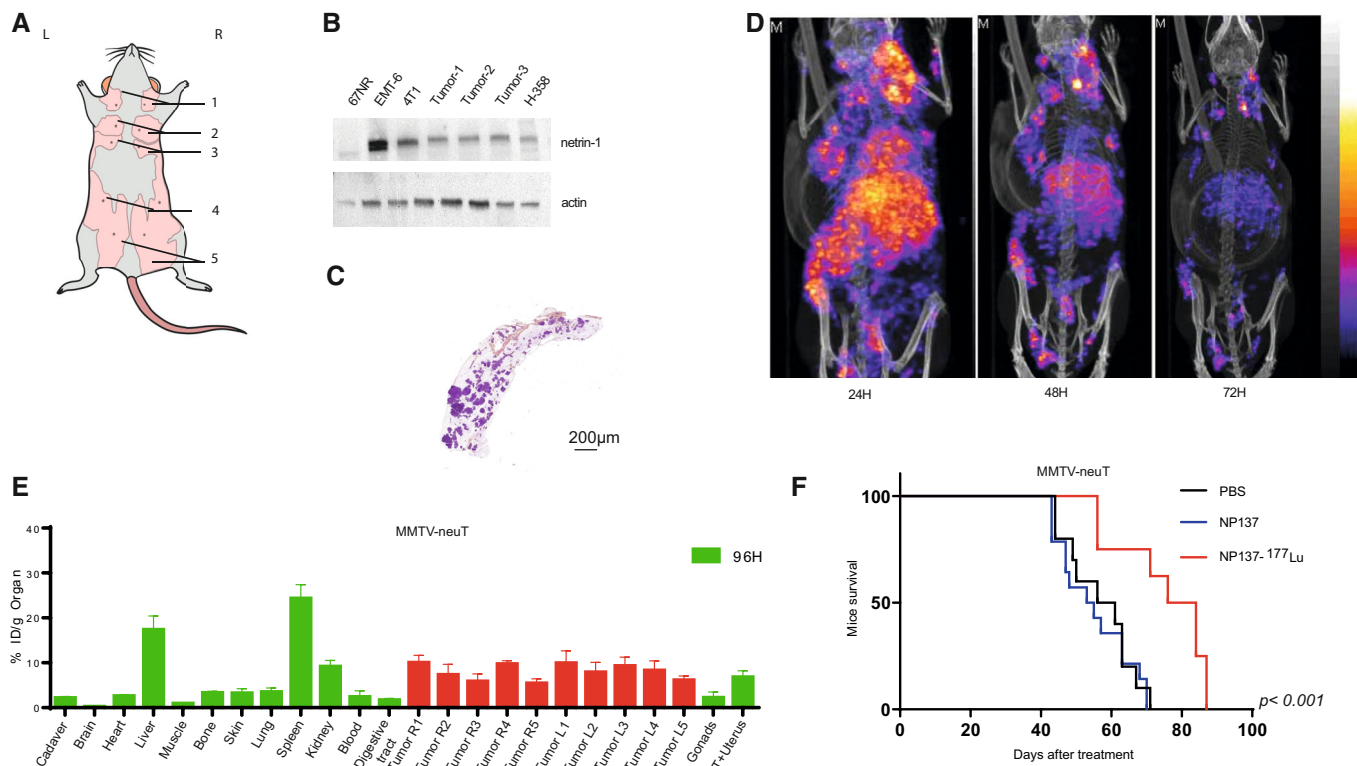 A
L
R
1
2
3
4
5
B
67NR
EMT-6
4T1
Tumor-1
Tumor-2
Tumor-3
H-358
netrin-1
actin
C
200µm
D
M
M
M
24H
48H
72H
E
MMTV-neuT
96H
% ID/g Organ
40
30
20
10
0
Cadaver
Brain
Heart
Liver
Muscle
Bone
Skin
Lung
Spleen
Kidney
Blood
Digestive
tract
Tumor R1
Tumor R2
Tumor R3
Tumor R4
Tumor R5
Tumor L1
Tumor L2
Tumor L3
Tumor L4
Tumor L5
Gonads
T+Uterus
F
MMTV-neuT
PBS
NP137
NP137-177Lu
Mice survival
100
50
0
0
20
40
60
80
100
p< 0.001
Days after treatment